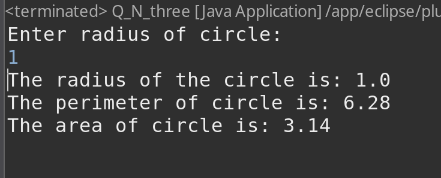 <terminated> Q_N_three [Java Application] /app/eclipse/plu
Enter radius of circle:
1
The radius of the circle is: 1.0
The perimeter of circle is: 6.28
The area of circle is: 3.14